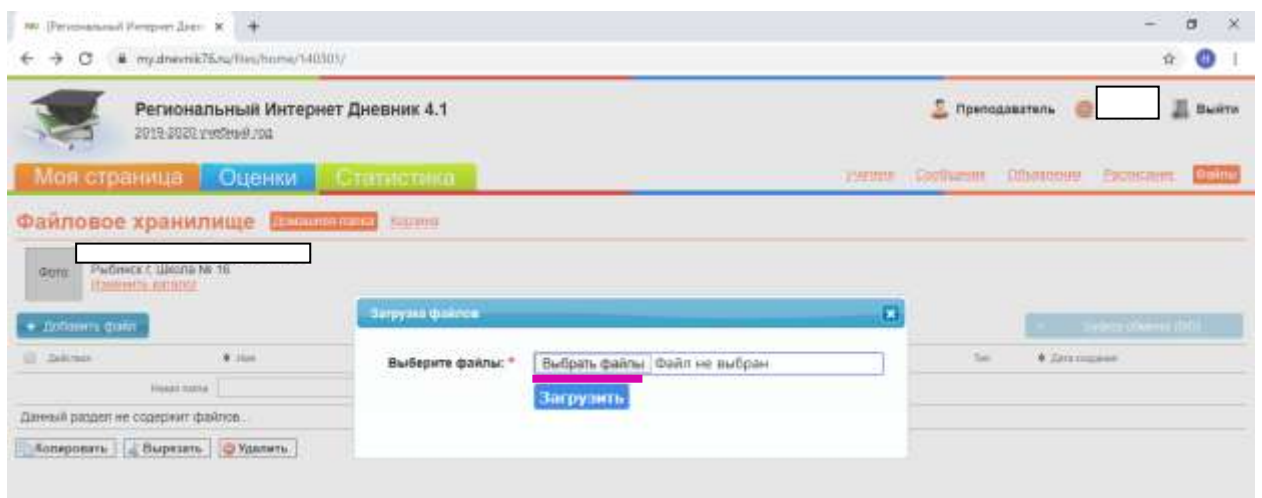 [Региональный Интернет Днев
my.dnevnik76.ru/files/home/140301/
Региональный Интернет Дневник 4.1
Преподаватель
Выйти
2019-2020 учебный год
Моя страница Оценки Статистика
Сообщения Объявления Расписание Файлы
Файловое хранилище Домашняя папка Корзина
Фото
Рыбинск г, Школа № 16
Изменить каталог
Загрузка файлов
+ Добавить файл
Действия Имя Тип Дата создания
Выберите файлы: * Выбрать файлы Файл не выбран
Новая папка
Загрузить
Данный раздел не содержит файлов...
Копировать Вырезать Удалить